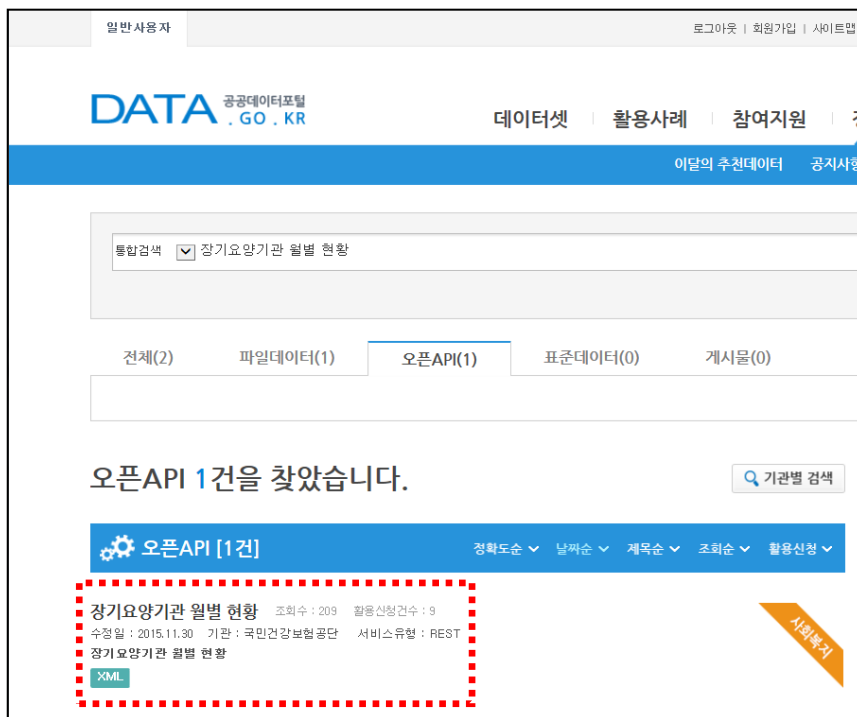 일반사용자
로그아웃 | 회원가입 | 사이트맵
DATA 공공데이터포털
. GO . KR
데이터셋 활용사례 참여지원
이달의 추천데이터 공지사항
통합검색 장기요양기관 월별 현황
전체(2) 파일데이터(1) 오픈API(1) 표준데이터(0) 게시물(0)
오픈API 1건을 찾았습니다.
기관별 검색
오픈API [1건]
정확도순 날짜순 제목순 조회순 활용신청
장기요양기관 월별 현황 조회수 : 209 활용신청건수 : 9
수정일 : 2015.11.30 기관 : 국민건강보험공단 서비스유형 : REST
장기요양기관 월별 현황
XML
사회복지